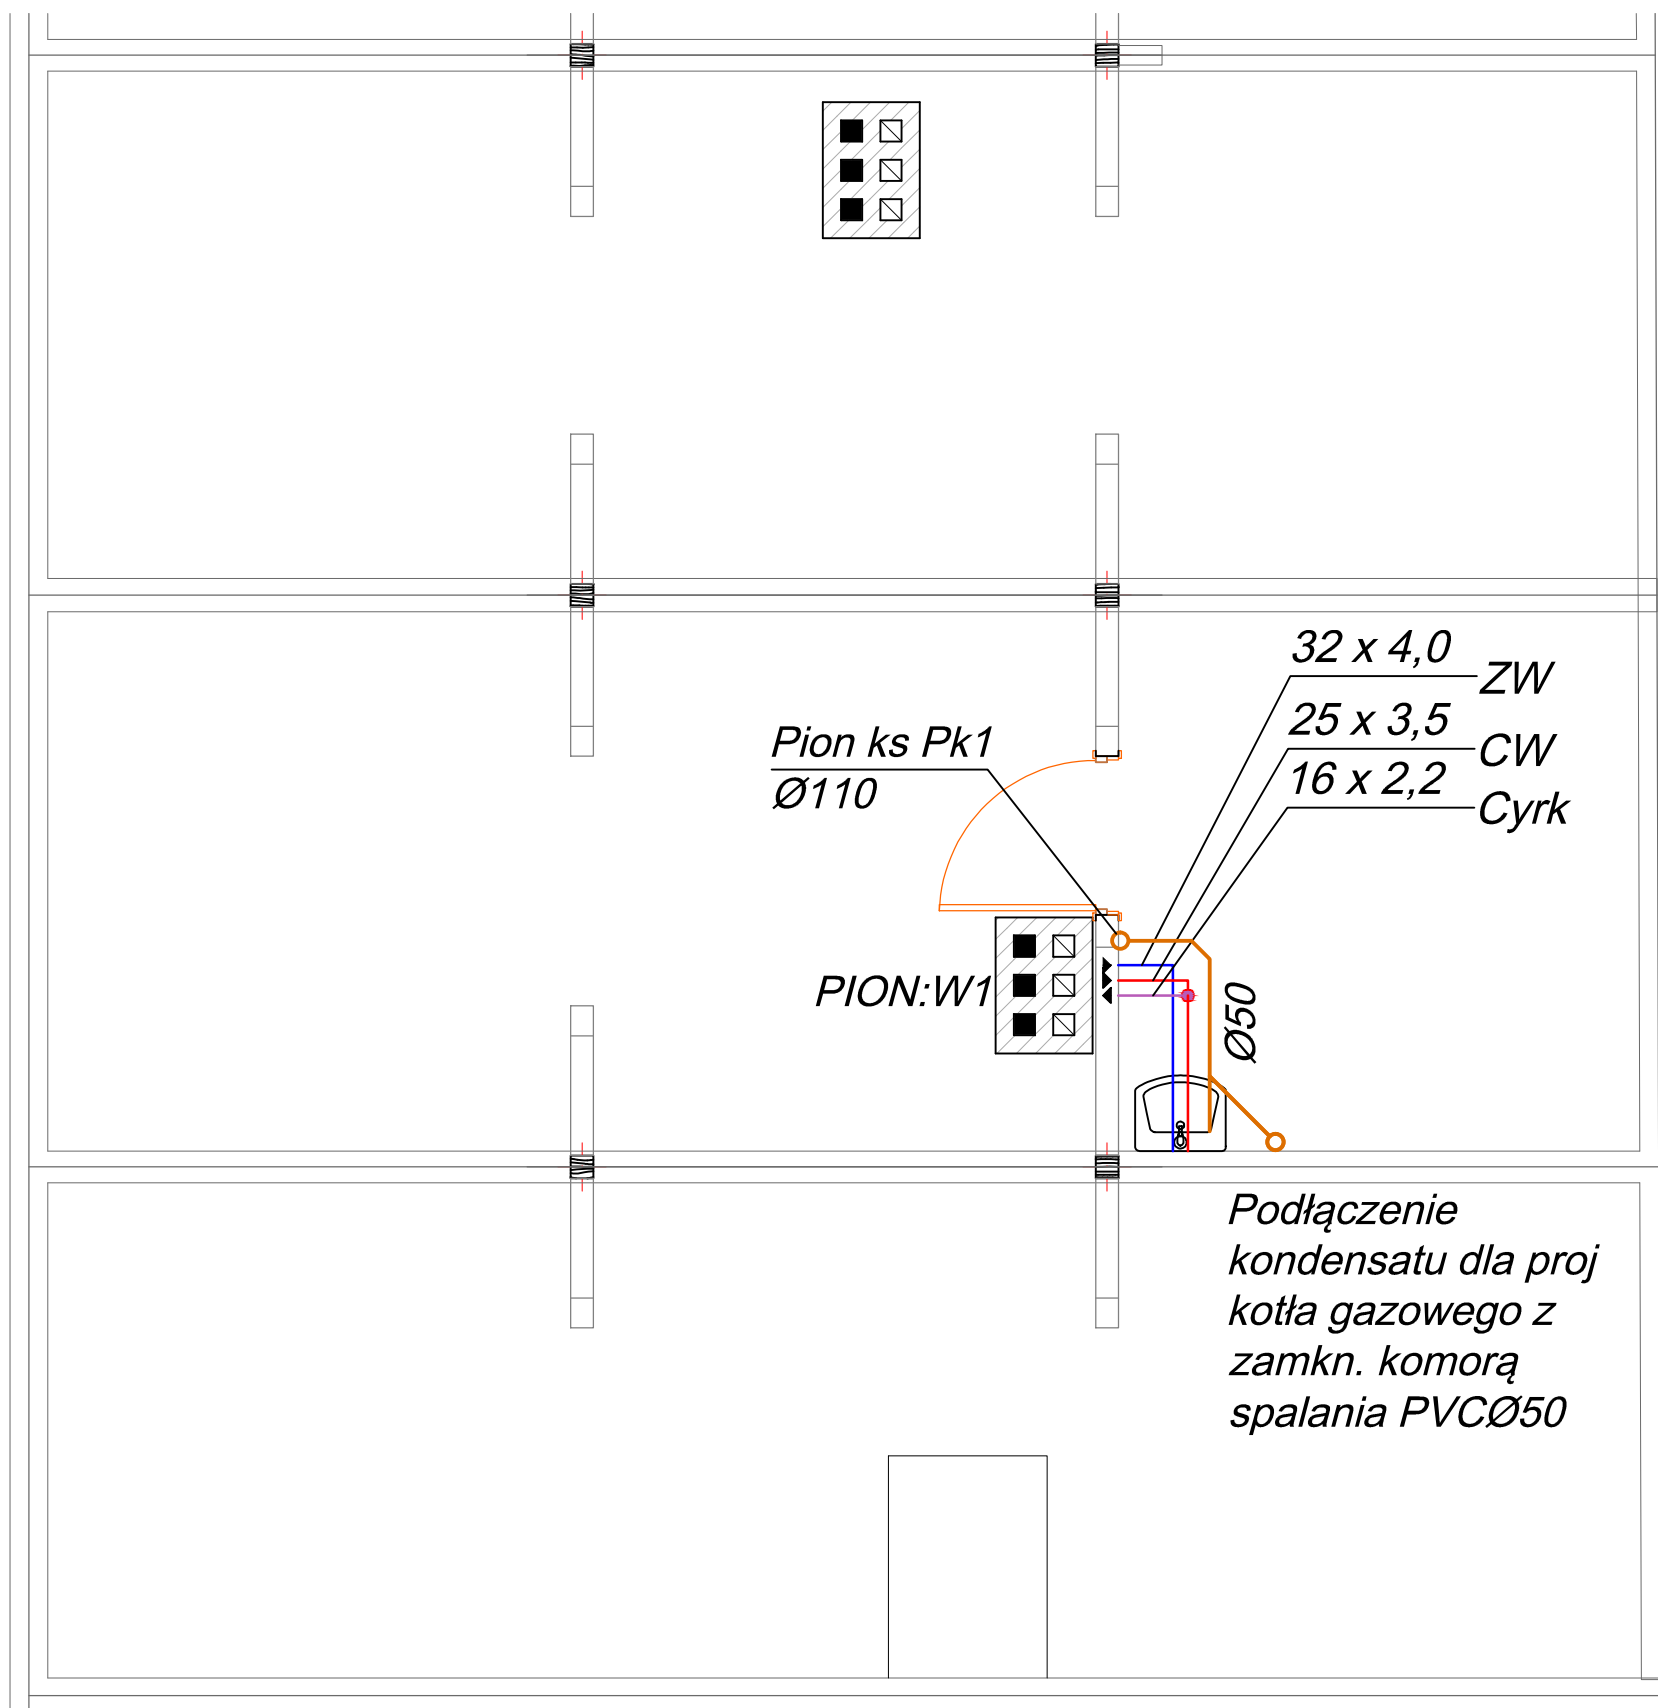 32 x 4,0
ZW
25 x 3,5
CW
16 x 2,2
Cyrk
Pion ks Pk1
Ø110
PION:W1
Ø50
Podłączenie
kondensatu dla proj
kotła gazowego z
zamkn. komorą
spalania PVCØ50